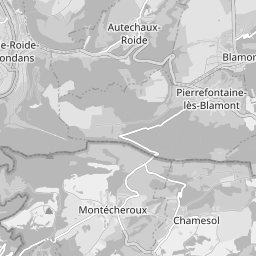 Autechaux-
Roide
e-Roide-
ondans
Blamo
Pierrefontaine-
lès-Blamont
Montécheroux
Chamesol